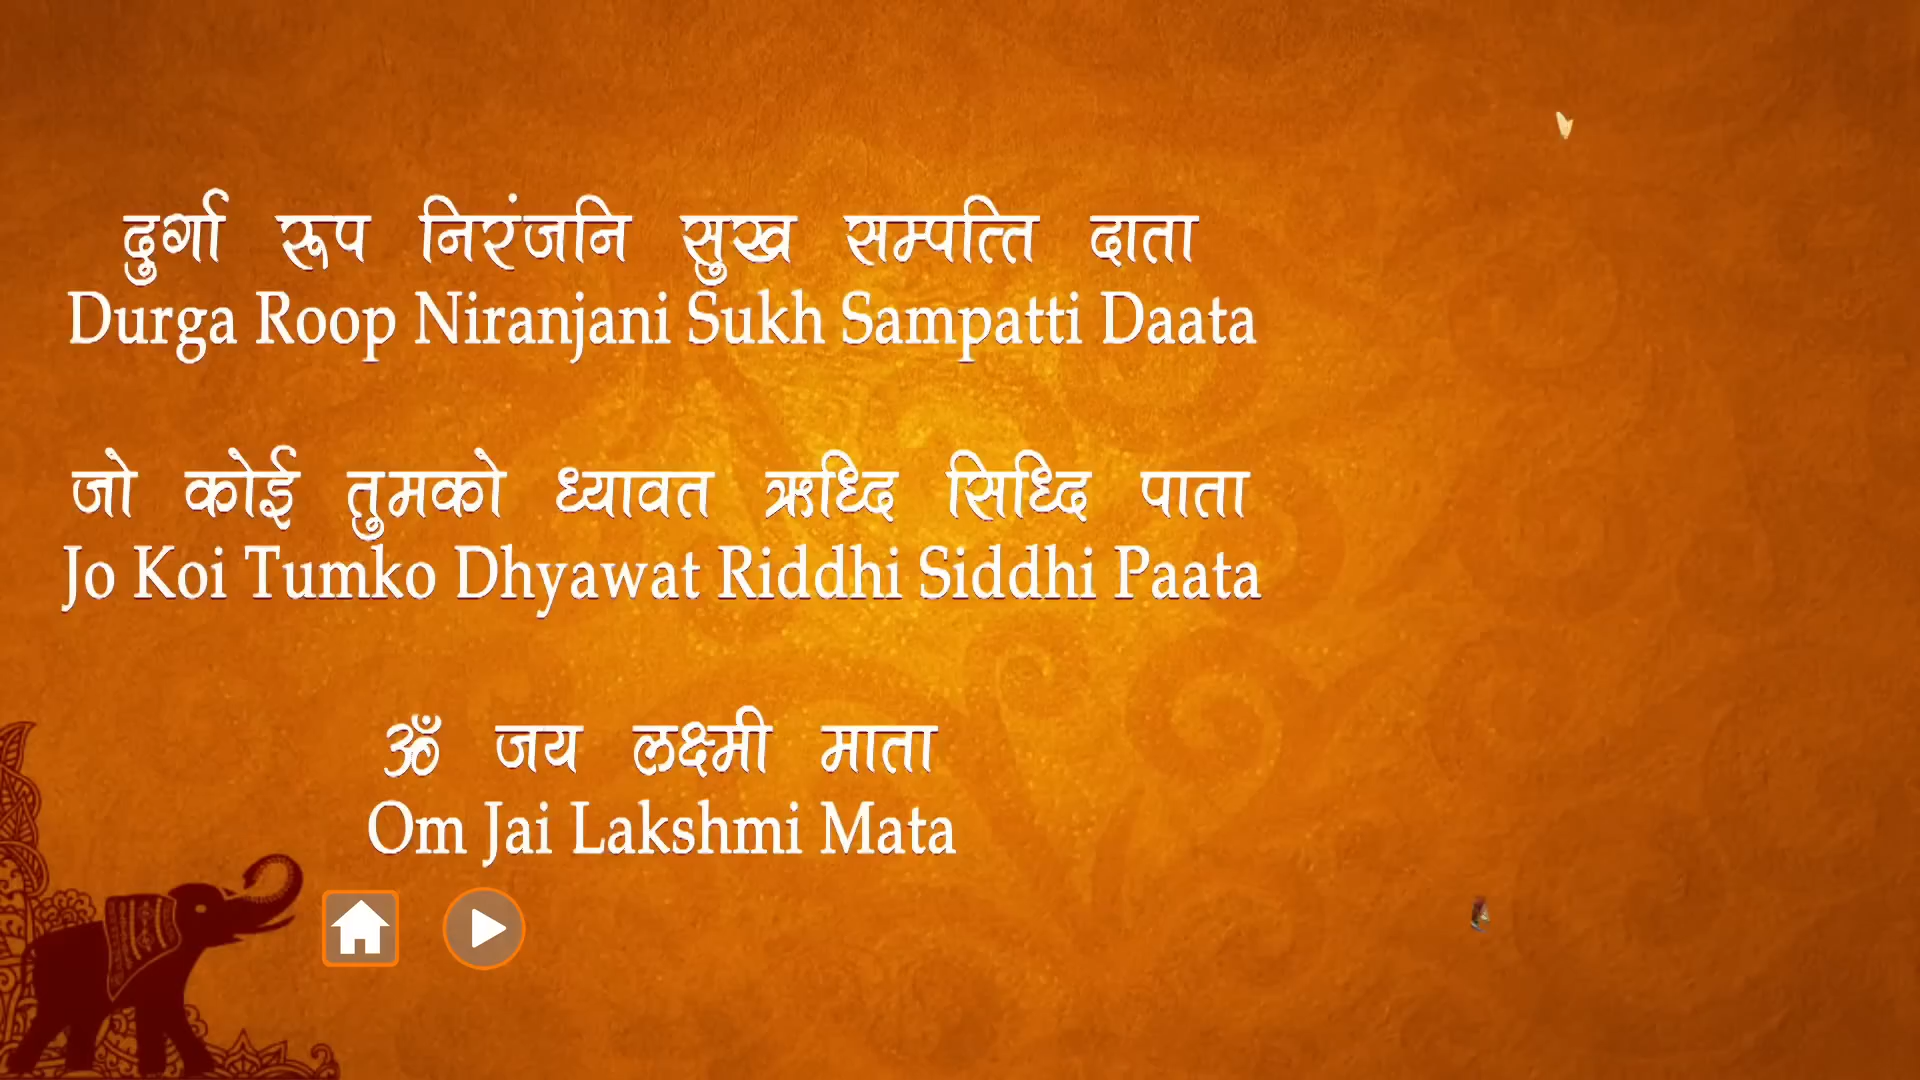 दुर्गा रूप निरंजनि सुख सम्पत्ति दाता
Durga Roop Niranjani Sukh Sampatti Daata
जो कोई तुमको ध्यावत ऋध्दि सिध्दि पाता
Jo Koi Tumko Dhyawat Riddhi Siddhi Paata
ॐ जय लक्ष्मी माता
Om Jai Lakshmi Mata